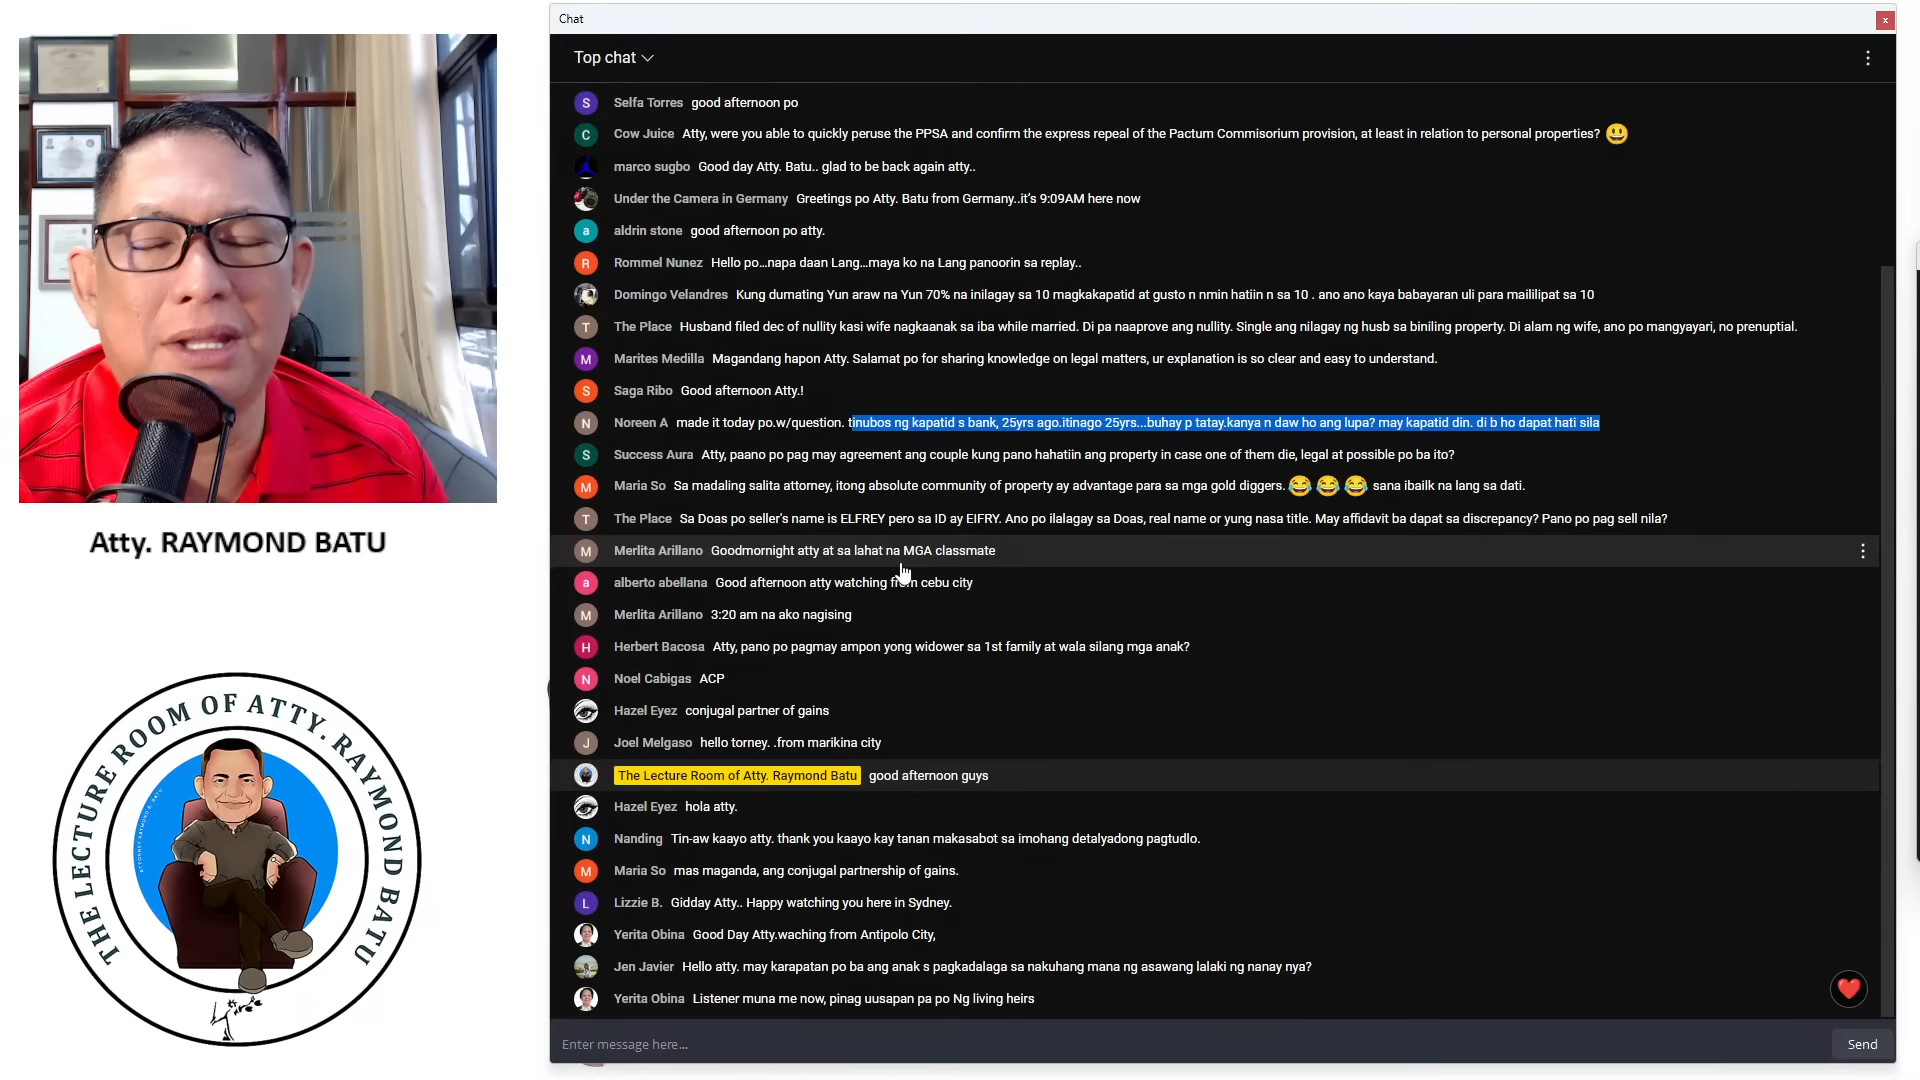 Chat
Top chat
Selfa Torres good afternoon po
Cow Juice Atty, were you able to quickly peruse the PPSA and confirm the express repeal of the Pactum Commisorium provision, at least in relation to personal properties? 😃
marco sugbo Good day Atty. Batu.. glad to be back again atty..
Under the Camera in Germany Greetings po Atty. Batu from Germany..it's 9:09AM here now
aldrin stone good afternoon po atty.
Rommel Nunez Hello po...napa daan Lang...maya ko na Lang panoorin sa replay..
Domingo Velandres Kung dumating Yun araw na Yun 70% na inilagay sa 10 magkakapatid at gusto n nmin hatiin n sa 10 . ano ano kaya babayaran uli para maililipat sa 10
The Place Husband filed dec of nullity kasi wife nagkaanak sa iba while married. Di pa naaprove ang nullity. Single ang nilagay ng husb sa biniling property. Di alam ng wife, ano po mangyayari, no prenuptial.
Marites Medilla Magandang hapon Atty. Salamat po for sharing knowledge on legal matters, ur explanation is so clear and easy to understand.
Saga Ribo Good afternoon Atty.!
Noreen A made it today po.w/question. tinubos ng kapatid s bank, 25yrs ago.itinago 25yrs...buhay p tatay.kanya n daw ho ang lupa? may kapatid din. di b ho dapat hati sila
Success Aura Atty, paano po pag may agreement ang couple kung pano hahatiin ang property in case one of them die, legal at possible po ba ito?
Maria So Sa madaling salita attorney, itong absolute community of property ay advantage para sa mga gold diggers. 😂 😂 😂 sana ibailk na lang sa dati.
The Place Sa Doas po seller's name is ELFREY pero sa ID ay EIFRY. Ano po ilalagay sa Doas, real name or yung nasa title. May affidavit ba dapat sa discrepancy? Pano po pag sell nila?
Merlita Arillano Goodmornight atty at sa lahat na MGA classmate
alberto abellana Good afternoon atty watching from cebu city
Merlita Arillano 3:20 am na ako nagising
Herbert Bacosa Atty, pano po pagmay ampon yong widower sa 1st family at wala silang mga anak?
Noel Cabigas ACP
Hazel Eyez conjugal partner of gains
Joel Melgaso hello torney. .from marikina city
The Lecture Room of Atty. Raymond Batu good afternoon guys
Hazel Eyez hola atty.
Nanding Tin-aw kaayo atty. thank you kaayo kay tanan makasabot sa imohang detalyadong pagtudlo.
Maria So mas maganda, ang conjugal partnership of gains.
Lizzie B. Gidday Atty.. Happy watching you here in Sydney.
Yerita Obina Good Day Atty.waching from Antipolo City,
Jen Javier Hello atty. may karapatan po ba ang anak s pagkadalaga sa nakuhang mana ng asawang lalaki ng nanay nya?
Yerita Obina Listener muna me now, pinag uusapan pa po Ng living heirs
Enter message here...
Send
Atty. RAYMOND BATU
THE LECTURE ROOM OF ATTY. RAYMOND BATU